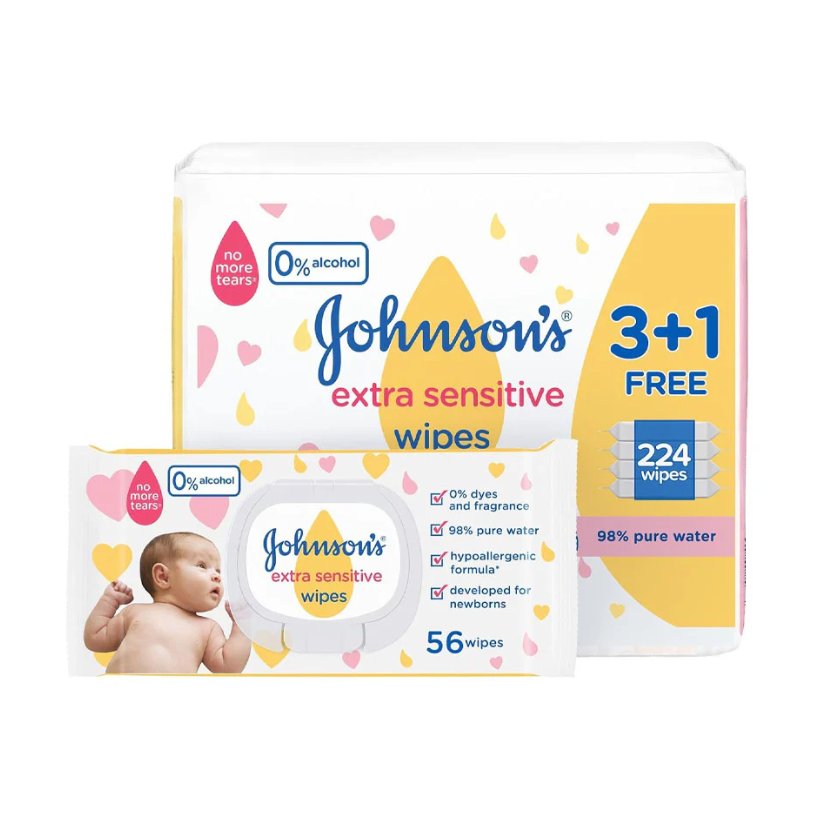 no
more
tears®
0% alcohol
Johnson's®
extra sensitive
wipes
3+1
FREE
224
wipes
98% pure water
no
more
tears
0% alcohol
Johnson's®
extra sensitive
wipes
0% dyes
and fragrance
98% pure water
hypoallergenic
formula*
developed for
newborns
56 wipes